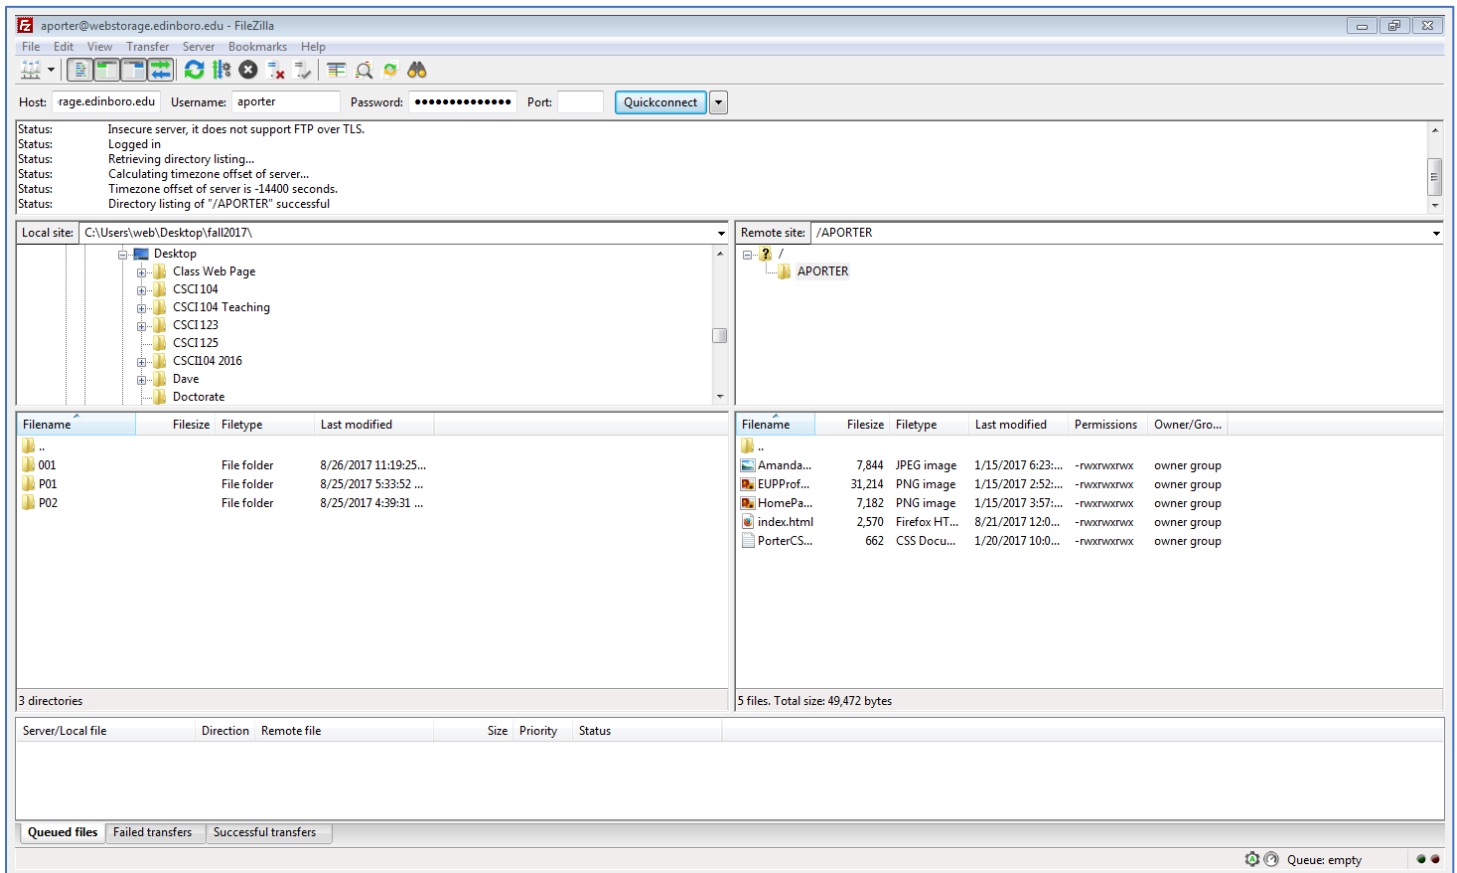 aporter@webstorage.edinboro.edu - FileZilla
File Edit View Transfer Server Bookmarks Help
Host: rage.edinboro.edu Username: aporter Password: ●●●●●●●●●●●●●● Port: Quickconnect
Status: Insecure server, it does not support FTP over TLS.
Status: Logged in
Status: Retrieving directory listing...
Status: Calculating timezone offset of server...
Status: Timezone offset of server is -14400 seconds.
Status: Directory listing of "/APORTER" successful
Local site: C:\Users\web\Desktop\fall2017\
Desktop
Class Web Page
CSCI 104
CSCI 104 Teaching
CSCI 123
CSCI 125
CSCI104 2016
Dave
Doctorate
Remote site: /APORTER
/
APORTER
Filename Filesize Filetype Last modified
..
001 File folder 8/26/2017 11:19:25...
P01 File folder 8/25/2017 5:33:52 ...
P02 File folder 8/25/2017 4:39:31 ...
3 directories
Filename Filesize Filetype Last modified Permissions Owner/Gro...
..
Amanda... 7,844 JPEG image 1/15/2017 6:23:... -rwxrwxrwx owner group
EUPProf... 31,214 PNG image 1/15/2017 2:52:... -rwxrwxrwx owner group
HomePa... 7,182 PNG image 1/15/2017 3:57:... -rwxrwxrwx owner group
index.html 2,570 Firefox HT... 8/21/2017 12:0... -rwxrwxrwx owner group
PorterCS... 662 CSS Docu... 1/20/2017 10:0... -rwxrwxrwx owner group
5 files. Total size: 49,472 bytes
Server/Local file Direction Remote file Size Priority Status
Queued files Failed transfers Successful transfers
Queue: empty